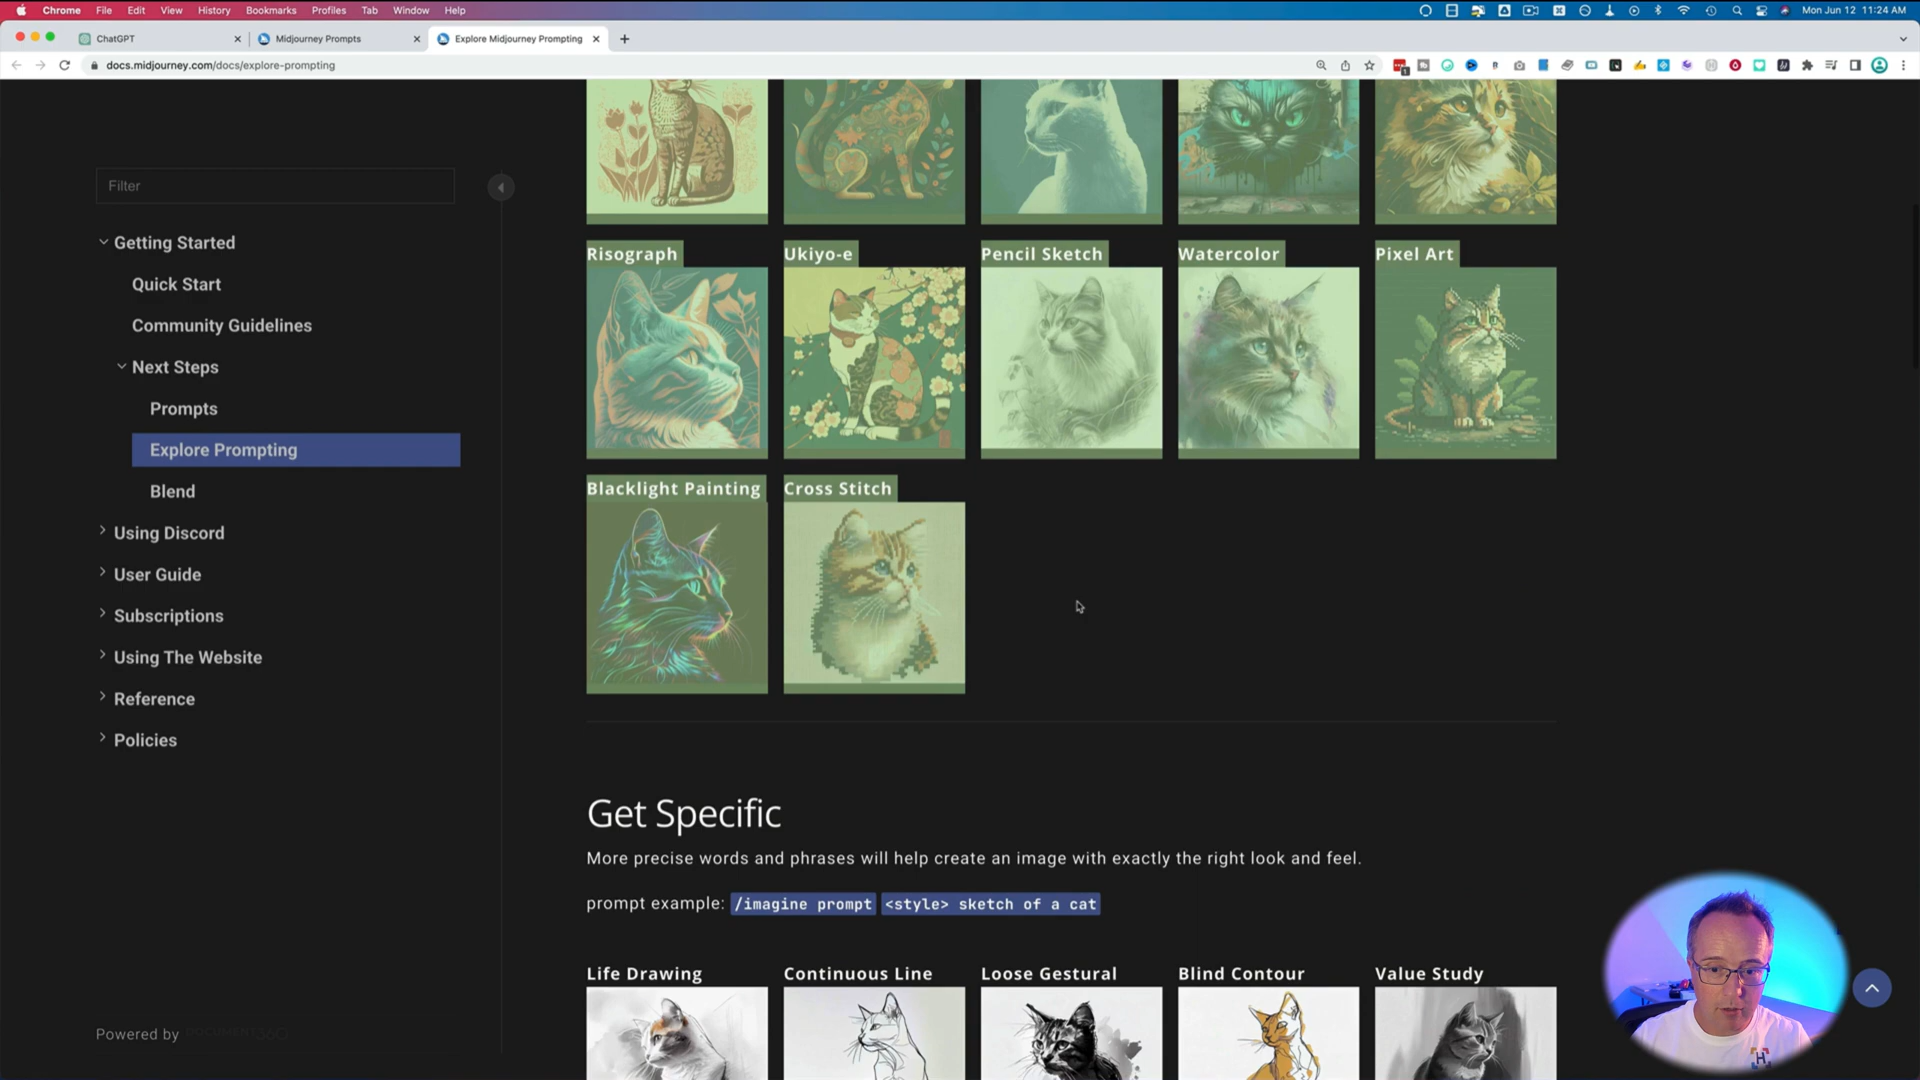 Chrome File Edit View History Bookmarks Profiles Tab Window Help
Mon Jun 12 11:24 AM
ChatGPT
Midjourney Prompts
Explore Midjourney Prompting
docs.midjourney.com/docs/explore-prompting
Filter
Getting Started
Quick Start
Community Guidelines
Next Steps
Prompts
Explore Prompting
Blend
Using Discord
User Guide
Subscriptions
Using The Website
Reference
Policies
Powered by DOCUMENT360
Risograph
Ukiyo-e
Pencil Sketch
Watercolor
Pixel Art
Blacklight Painting
Cross Stitch
Get Specific
More precise words and phrases will help create an image with exactly the right look and feel.
prompt example: /imagine prompt <style> sketch of a cat
Life Drawing
Continuous Line
Loose Gestural
Blind Contour
Value Study
H